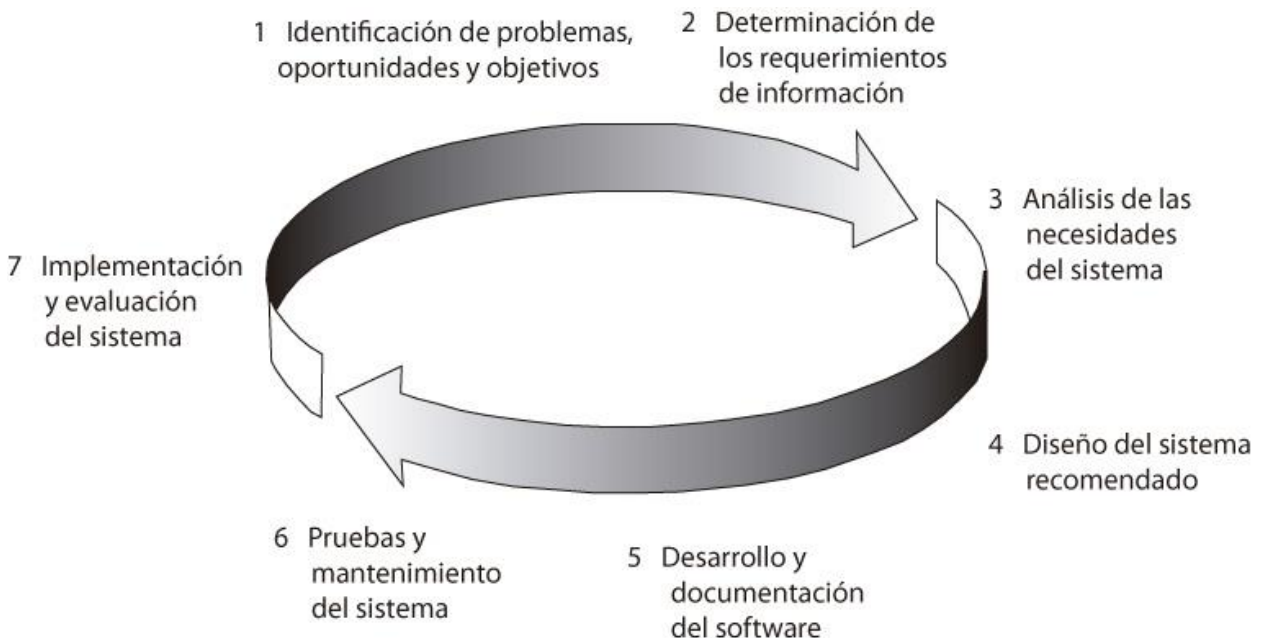 1 Identificación de problemas,
oportunidades y objetivos
2 Determinación de
los requerimientos
de información
3 Análisis de las
necesidades
del sistema
4 Diseño del sistema
recomendado
5 Desarrollo y
documentación
del software
6 Pruebas y
mantenimiento
del sistema
7 Implementación
y evaluación
del sistema